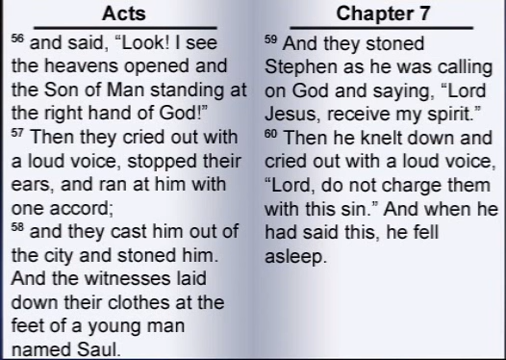 Acts
56 and said, “Look! I see
the heavens opened and
the Son of Man standing at
the right hand of God!”
57 Then they cried out with
a loud voice, stopped their
ears, and ran at him with
one accord;
58 and they cast him out of
the city and stoned him.
And the witnesses laid
down their clothes at the
feet of a young man
named Saul.
Chapter 7
59 And they stoned
Stephen as he was calling
on God and saying, “Lord
Jesus, receive my spirit.”
60 Then he knelt down and
cried out with a loud voice,
“Lord, do not charge them
with this sin.” And when he
had said this, he fell
asleep.